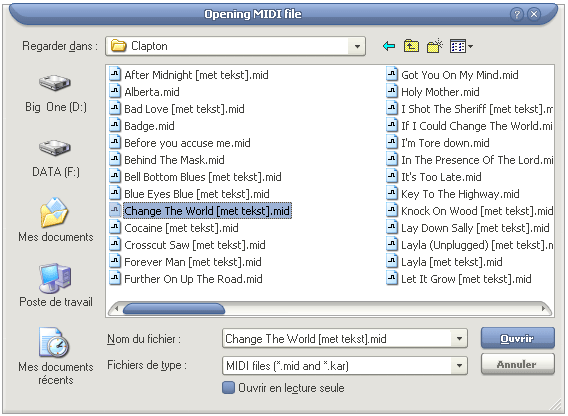 Opening MIDI file
Regarder dans :
Clapton
Big One (D:)
DATA (F:)
Mes documents
Poste de travail
Mes documents
récents
After Midnight [met tekst].mid
Alberta.mid
Bad Love [met tekst].mid
Badge.mid
Before you accuse me.mid
Behind The Mask.mid
Bell Bottom Blues [met tekst].mid
Blue Eyes Blue [met tekst].mid
Change The World [met tekst].mid
Cocaine [met tekst].mid
Crosscut Saw [met tekst].mid
Forever Man [met tekst].mid
Further On Up The Road.mid
Got You On My Mind.mid
Holy Mother.mid
I Shot The Sheriff [met tekst].mid
If I Could Change The World.mid
I'm Tore down.mid
In The Presence Of The Lord.mid
It's Too Late.mid
Key To The Highway.mid
Knock On Wood [met tekst].mid
Lay Down Sally [met tekst].mid
Layla (Unplugged) [met tekst].mid
Layla [met tekst].mid
Let It Grow [met tekst].mid
Nom du fichier :
Change The World [met tekst].mid
Ouvrir
Fichiers de type :
MIDI files (*.mid and *.kar)
Annuler
Ouvrir en lecture seule